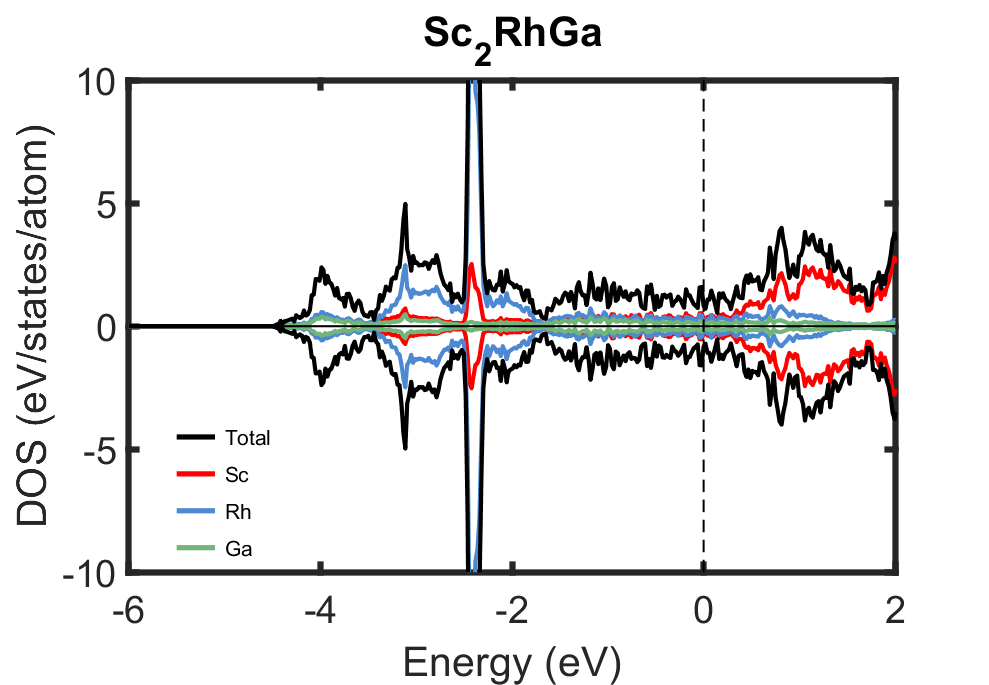 Sc₂RhGa
10
5
0
-5
-10
DOS (eV/states/atom)
Total
Sc
Rh
Ga
-6 -4 -2 0 2
Energy (eV)